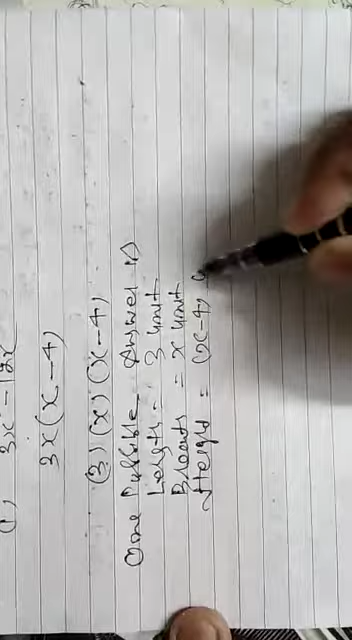 (i) 3x² - 12x
3x(x-4)
(3)(x)(x-4)
One Possible Answer is
Length = 3 unit
Breadth = x unit
Height = (x-4)